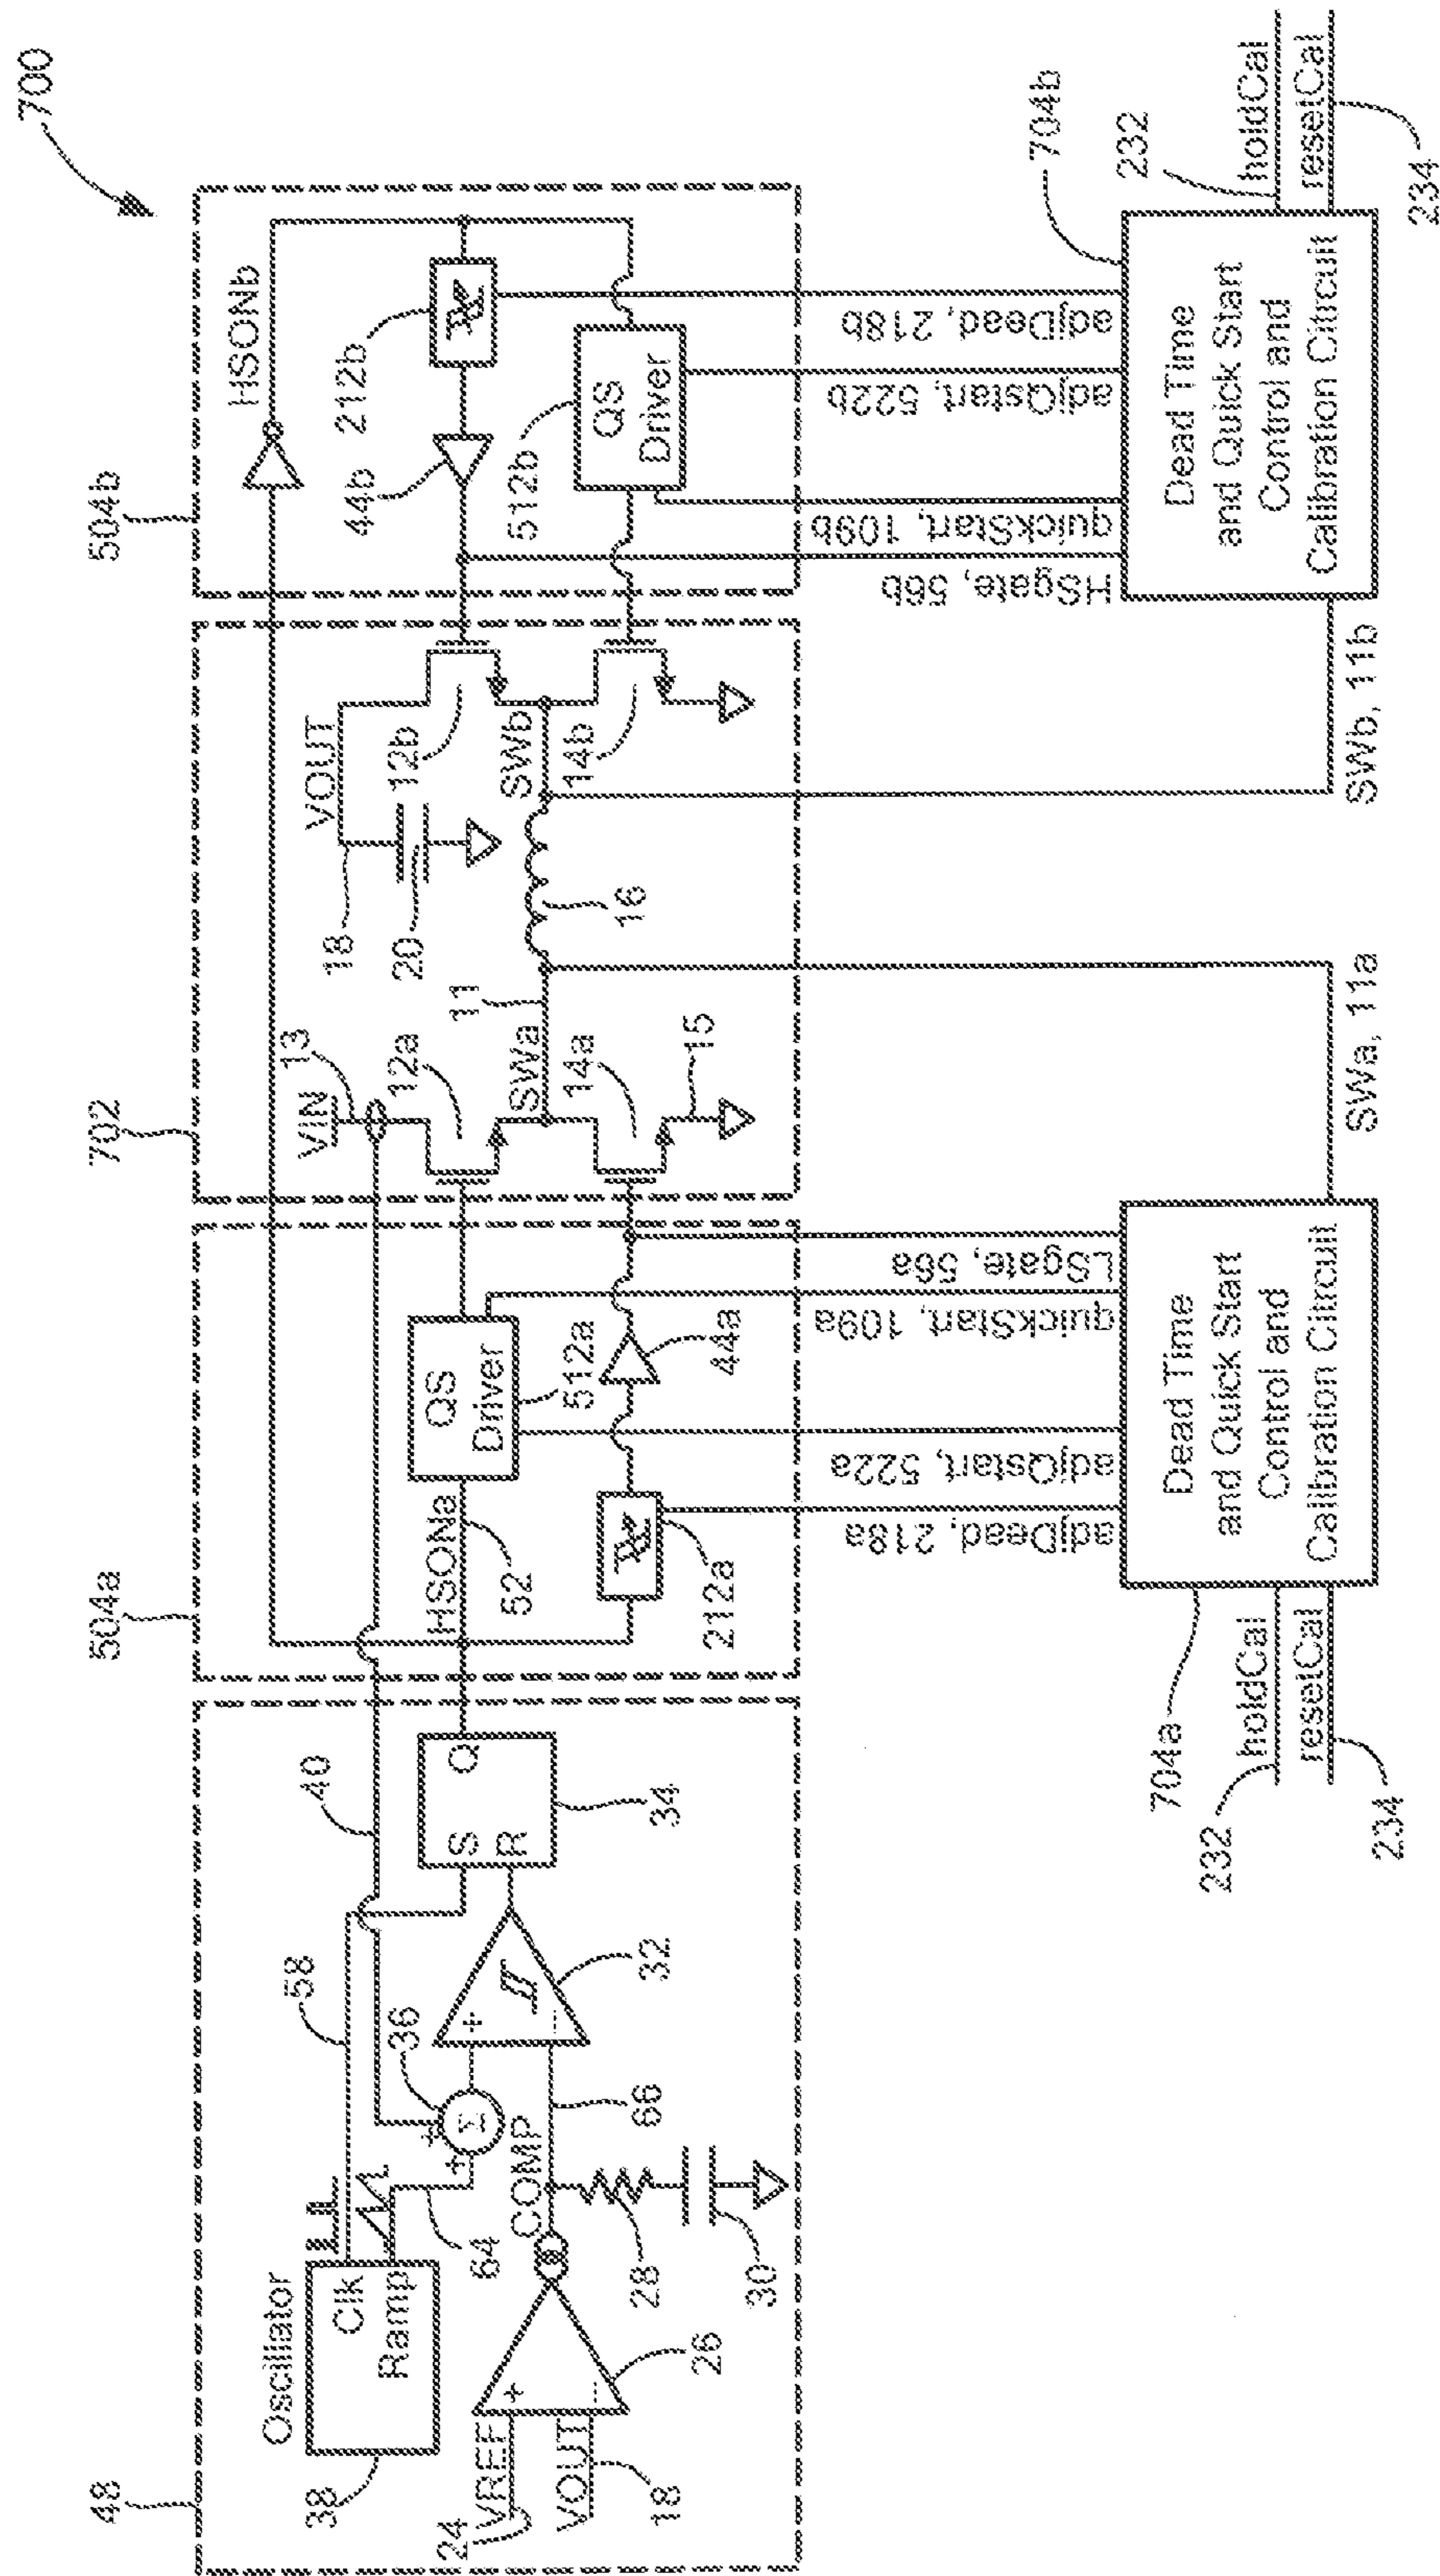 700
48
504a
702
504b
Oscillator
38
Clk
Ramp
58
40
64
36
Σ
+
+
24
VREF
VOUT
18
+
26
COMP
28
30
66
+
32
S
R
Q
34
HSONa
52
QS
Driver
512a
212a
44a
VIN
13
12a
SWa
11
14a
15
16
18
VOUT
20
12b
SWb
14b
HSONb
212b
44b
512b
QS
Driver
adjDead, 218a
adjQstart, 522a
quickStart, 109a
LSgate, 56a
HSgate, 56b
quickStart, 109b
adjQstart, 522b
adjDead, 218b
704a
232
holdCal
resetCal
234
Dead Time
and Quick Start
Control and
Calibration Citrcuit
SWa, 11a
SWb, 11b
Dead Time
and Quick Start
Control and
Calibration Citrcuit
704b
232
holdCal
resetCal
234